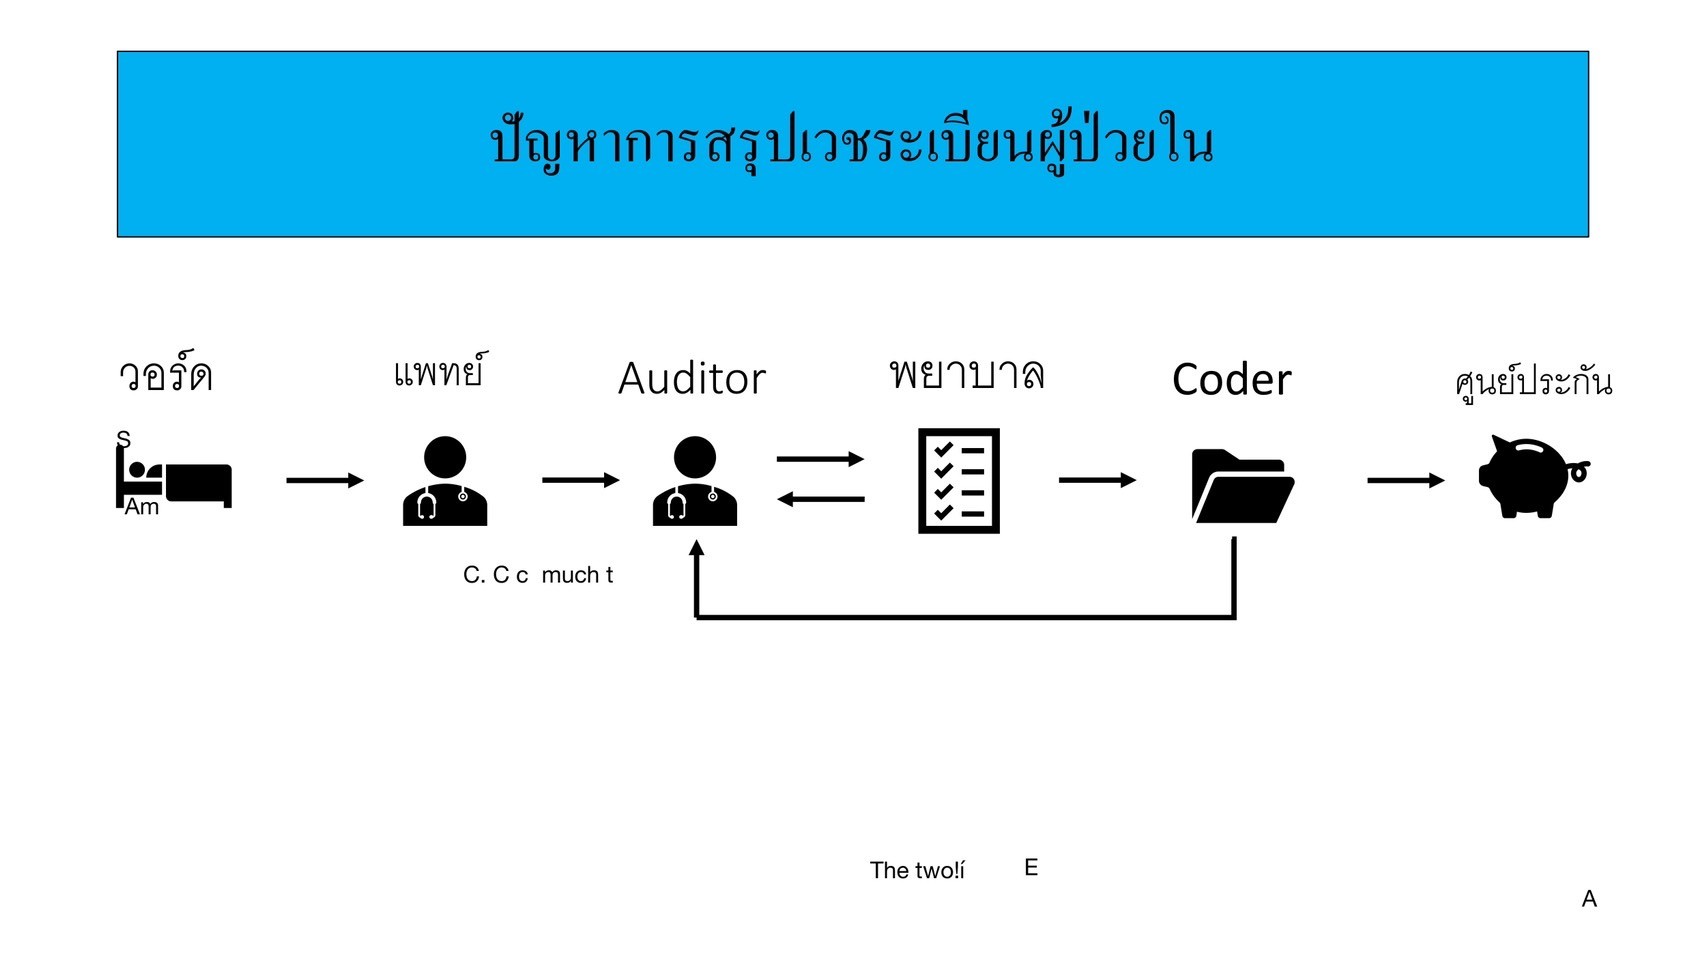 ปัญหาการสรุปเวชระเบียนผู้ป่วยใน
วอร์ด แพทย์ Auditor พยาบาล Coder ศูนย์ประกัน
S
Am
C. C c much t
The two!í E
A